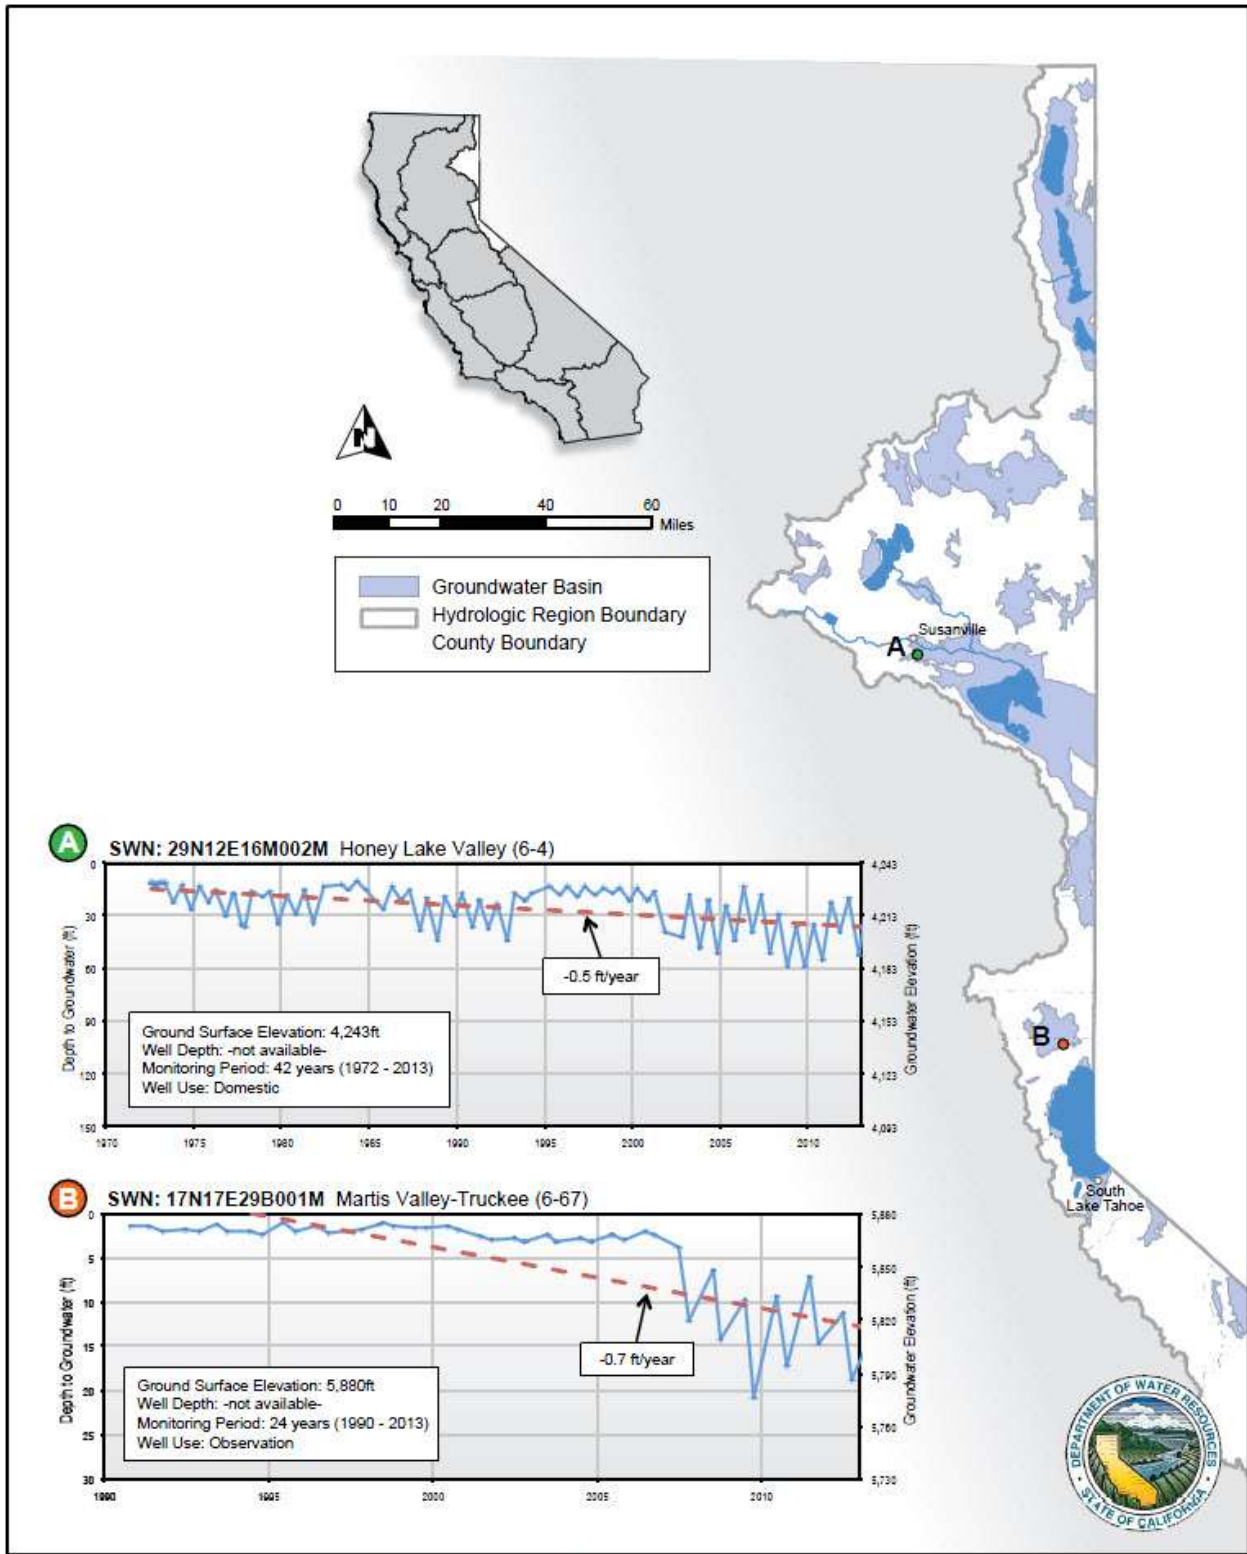 N
0 10 20 40 60
Miles
Groundwater Basin
Hydrologic Region Boundary
County Boundary
Susanville
A
B
South
Lake Tahoe
A SWN: 29N12E16M002M Honey Lake Valley (6-4)
Depth to Groundwater (ft)
0
30
60
90
120
150
Groundwater Elevation (ft)
4,243
4,213
4,183
4,153
4,123
4,093
-0.5 ft/year
Ground Surface Elevation: 4,243ft
Well Depth: -not available-
Monitoring Period: 42 years (1972 - 2013)
Well Use: Domestic
1970 1975 1980 1985 1990 1995 2000 2005 2010
B SWN: 17N17E29B001M Martis Valley-Truckee (6-67)
Depth to Groundwater (ft)
0
5
10
15
20
25
30
Groundwater Elevation (ft)
5,880
5,850
5,820
5,790
5,760
5,730
-0.7 ft/year
Ground Surface Elevation: 5,880ft
Well Depth: -not available-
Monitoring Period: 24 years (1990 - 2013)
Well Use: Observation
1990 1995 2000 2005 2010
DEPARTMENT OF WATER RESOURCES
STATE OF CALIFORNIA